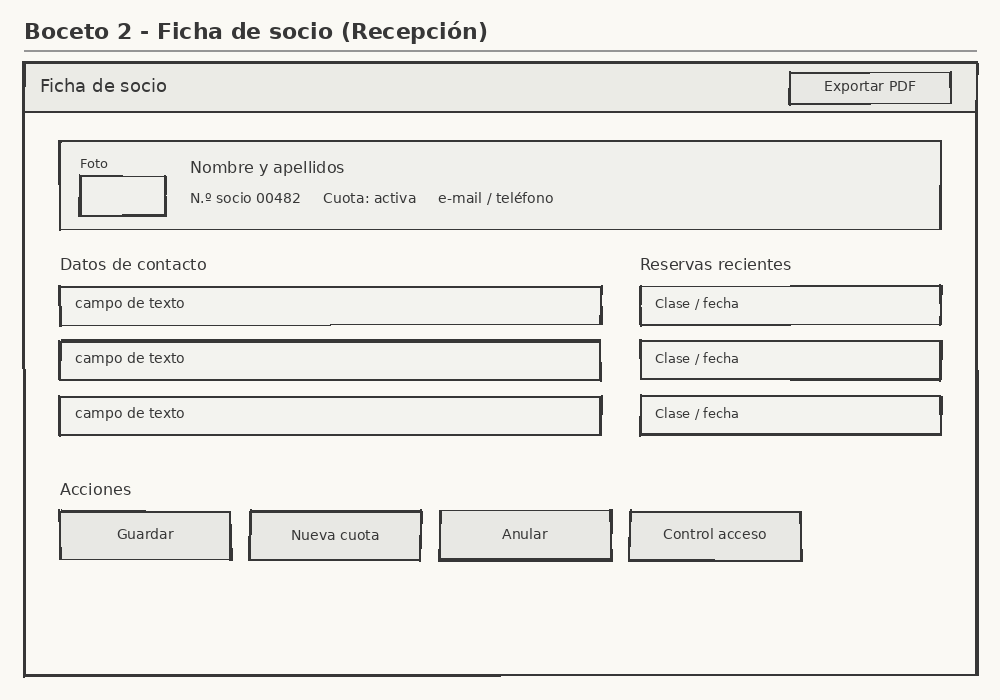 Boceto 2 - Ficha de socio (Recepción)
Ficha de socio
Exportar PDF
Foto
Nombre y apellidos
N.º socio 00482 Cuota: activa e-mail / teléfono
Datos de contacto
campo de texto
campo de texto
campo de texto
Reservas recientes
Clase / fecha
Clase / fecha
Clase / fecha
Acciones
Guardar
Nueva cuota
Anular
Control acceso